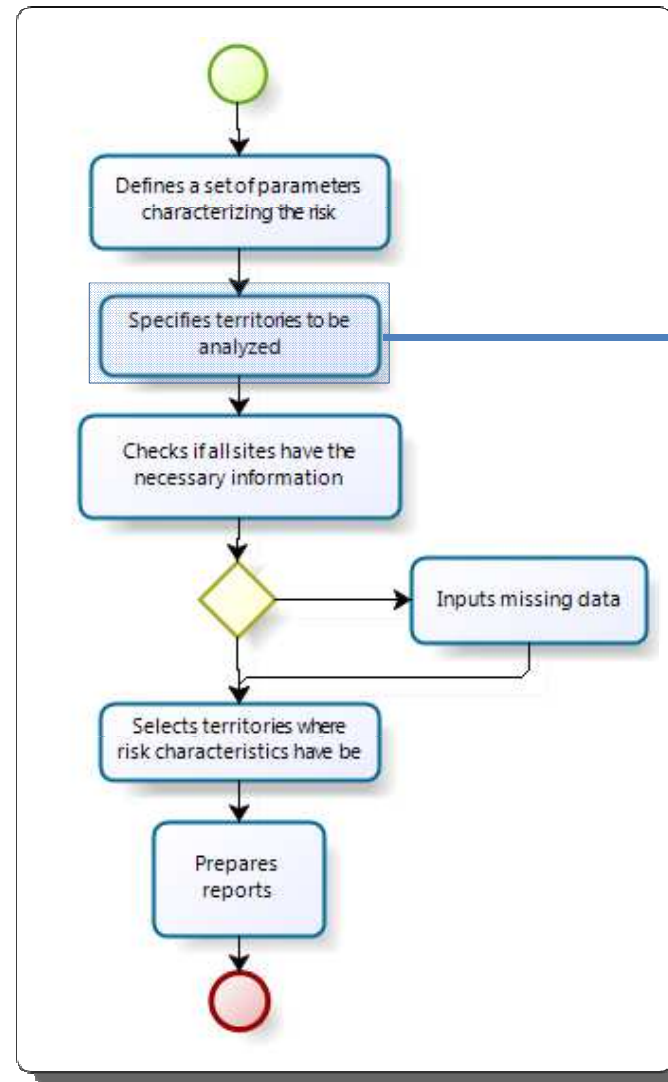 Defines a set of parameters
characterizing the risk
Specifies territories to be
analyzed
Checks if all sites have the
necessary information
Inputs missing data
Selects territories where
risk characteristics have be
Prepares
reports